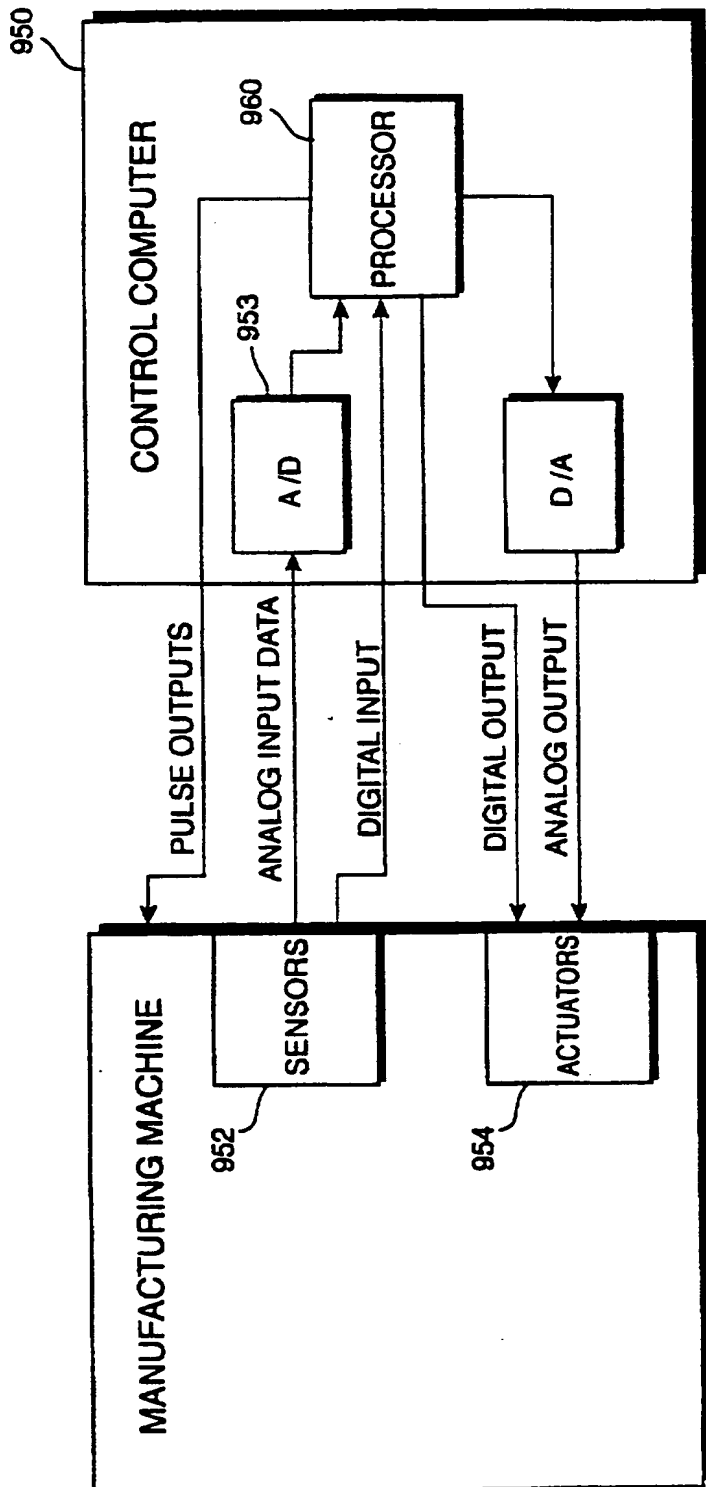 950
CONTROL COMPUTER
960
PROCESSOR
953
A/D
D/A
PULSE OUTPUTS
ANALOG INPUT DATA
DIGITAL INPUT
DIGITAL OUTPUT
ANALOG OUTPUT
MANUFACTURING MACHINE
SENSORS
952
ACTUATORS
954